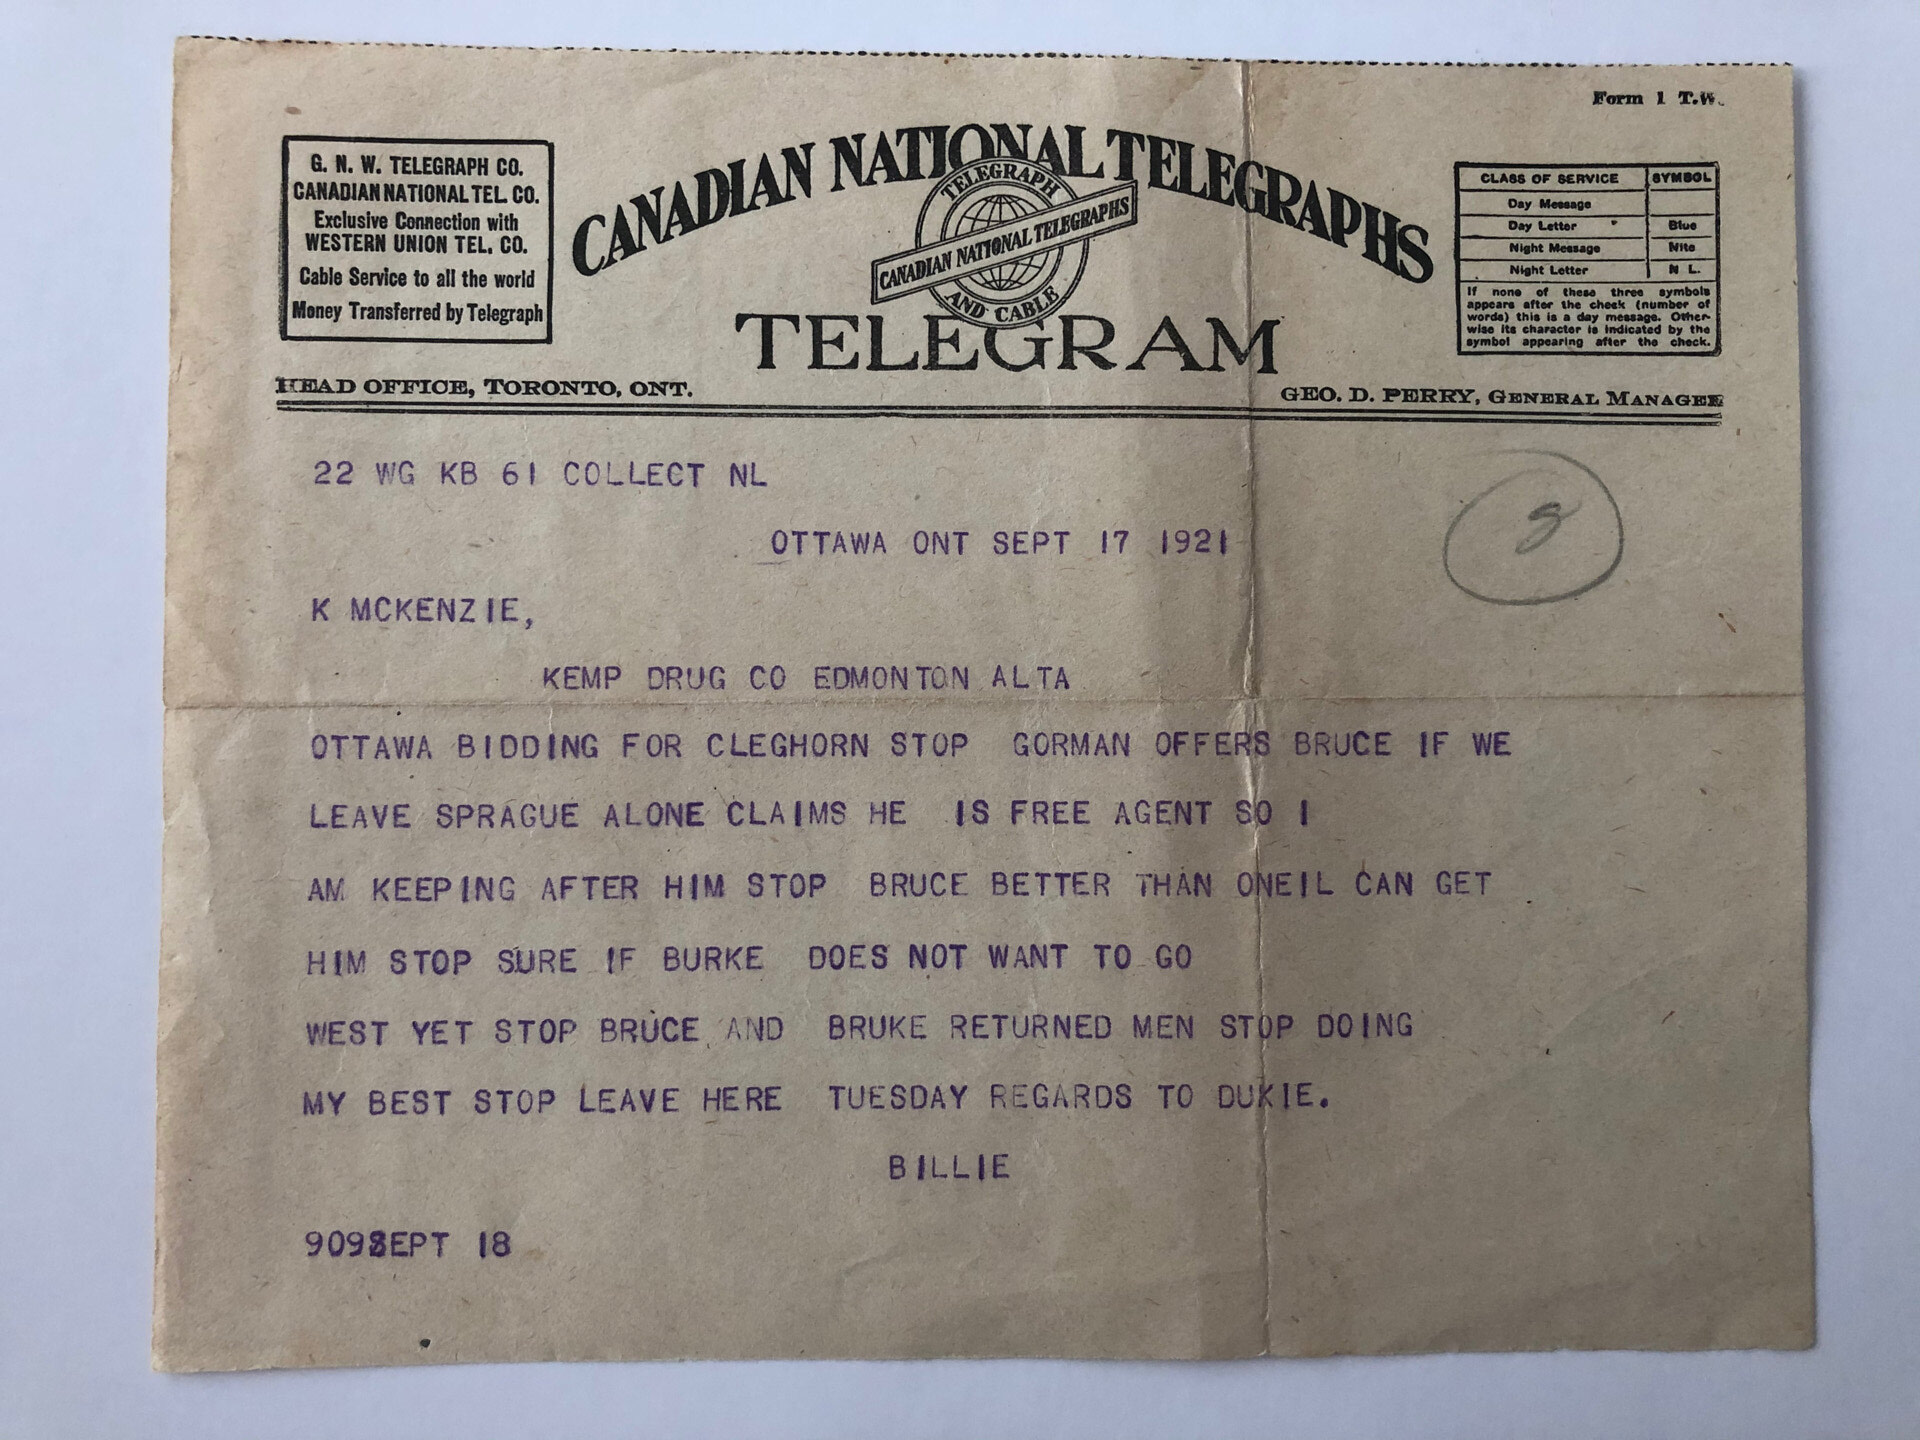 Form 1 T.W.
G. N. W. TELEGRAPH CO.
CANADIAN NATIONAL TEL. CO.
Exclusive Connection with
WESTERN UNION TEL. CO.
Cable Service to all the world
Money Transferred by Telegraph
CANADIAN NATIONAL TELEGRAPHS
TELEGRAPH
CANADIAN NATIONAL TELEGRAPHS
AND CABLE
TELEGRAM
CLASS OF SERVICE SYMBOL
Day Message
Day Letter Blue
Night Message Nite
Night Letter N L.
If none of these three symbols
appears after the check (number of
words) this is a day message. Other-
wise its character is indicated by the
symbol appearing after the check.
HEAD OFFICE, TORONTO, ONT.
GEO. D. PERRY, GENERAL MANAGER
22 WG KB 61 COLLECT NL
OTTAWA ONT SEPT 17 1921
K MCKENZIE,
KEMP DRUG CO EDMONTON ALTA
OTTAWA BIDDING FOR CLEGHORN STOP GORMAN OFFERS BRUCE IF WE
LEAVE SPRAGUE ALONE CLAIMS HE IS FREE AGENT SO I
AM KEEPING AFTER HIM STOP BRUCE BETTER THAN ONEIL CAN GET
HIM STOP SURE IF BURKE DOES NOT WANT TO GO
WEST YET STOP BRUCE AND BRUKE RETURNED MEN STOP DOING
MY BEST STOP LEAVE HERE TUESDAY REGARDS TO DUKIE.
BILLIE
SEPT 18